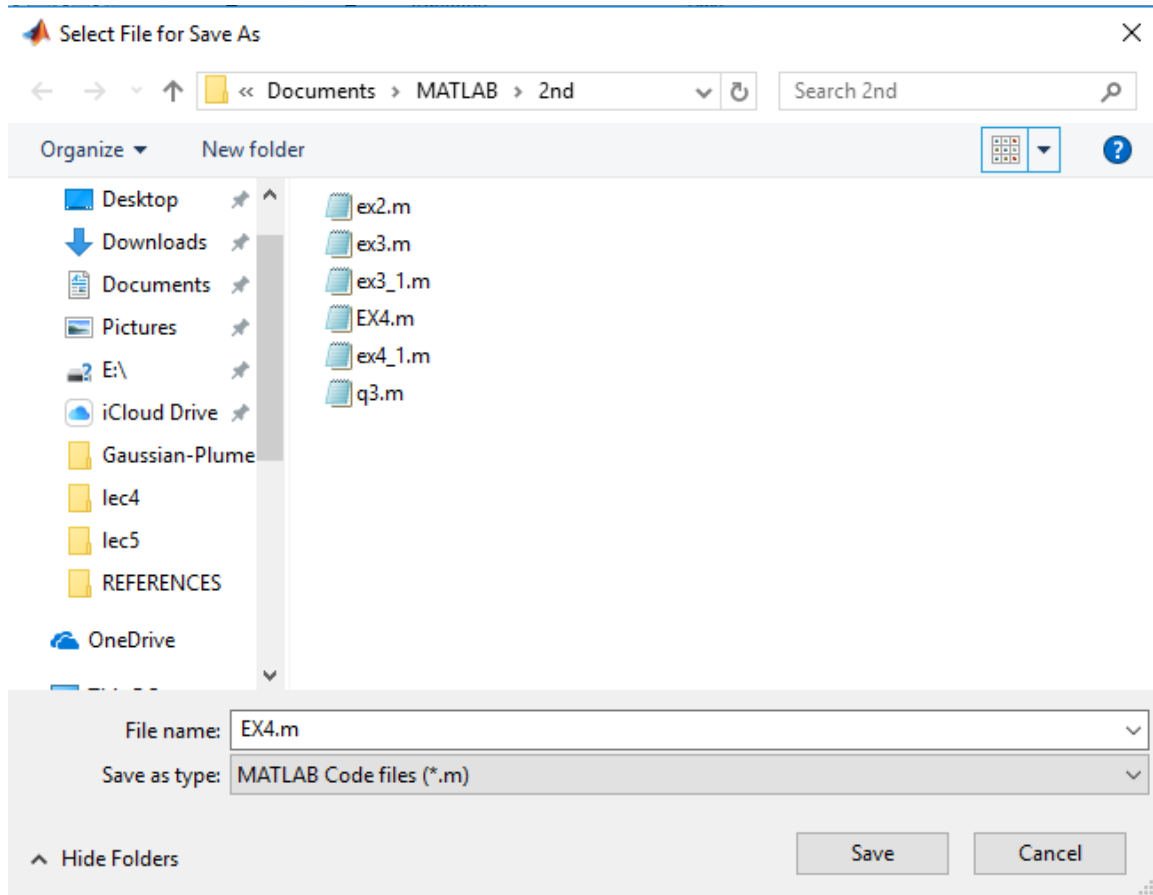 Select File for Save As
« Documents > MATLAB > 2nd
Search 2nd
Organize
New folder
Desktop
Downloads
Documents
Pictures
E:\
iCloud Drive
Gaussian-Plume
lec4
lec5
REFERENCES
OneDrive
ex2.m
ex3.m
ex3_1.m
EX4.m
ex4_1.m
q3.m
File name: EX4.m
Save as type: MATLAB Code files (*.m)
Hide Folders
Save
Cancel